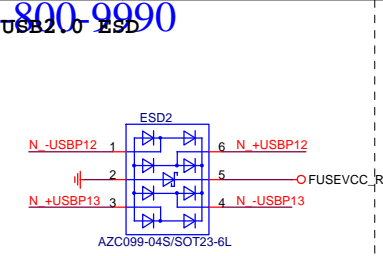 -800-9990
USB2.0 ESD
ESD2
N_-USBP12 1 6 N_+USBP12
2 5 FUSEVCC_R
N_+USBP13 3 4 N_-USBP13
AZC099-04S/SOT23-6L